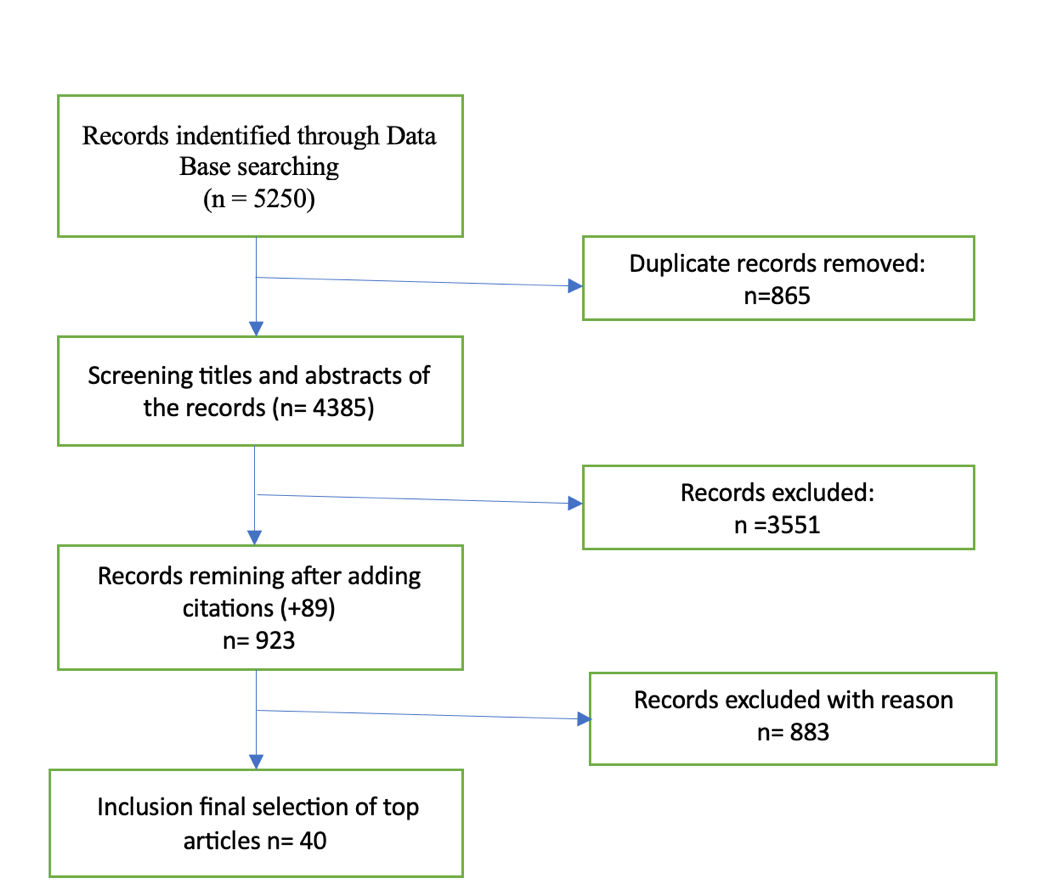 Records indentified through Data
Base searching
(n = 5250)
Duplicate records removed:
n=865
Screening titles and abstracts of
the records (n= 4385)
Records excluded:
n =3551
Records remining after adding
citations (+89)
n= 923
Records excluded with reason
n= 883
Inclusion final selection of top
articles n= 40